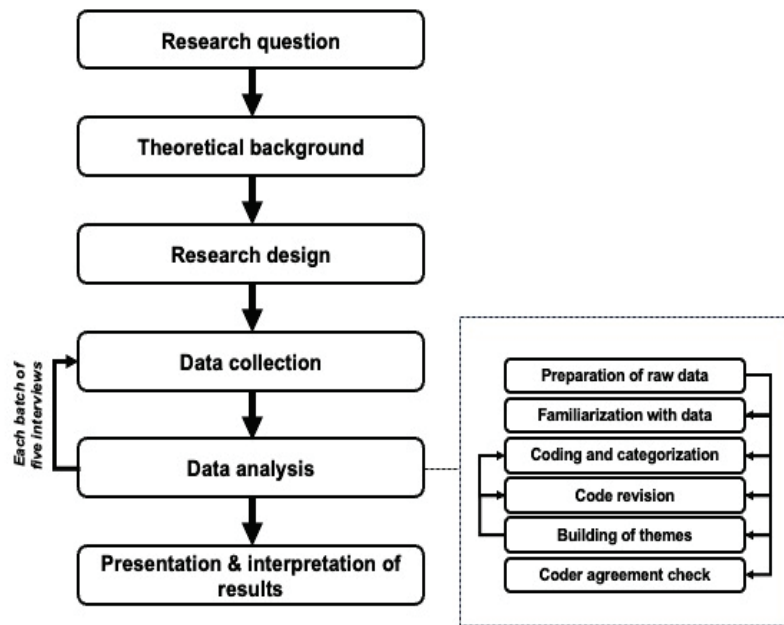 Research question
Theoretical background
Research design
Data collection
Each batch of
five interviews
Data analysis
Presentation & interpretation of
results
Preparation of raw data
Familiarization with data
Coding and categorization
Code revision
Building of themes
Coder agreement check